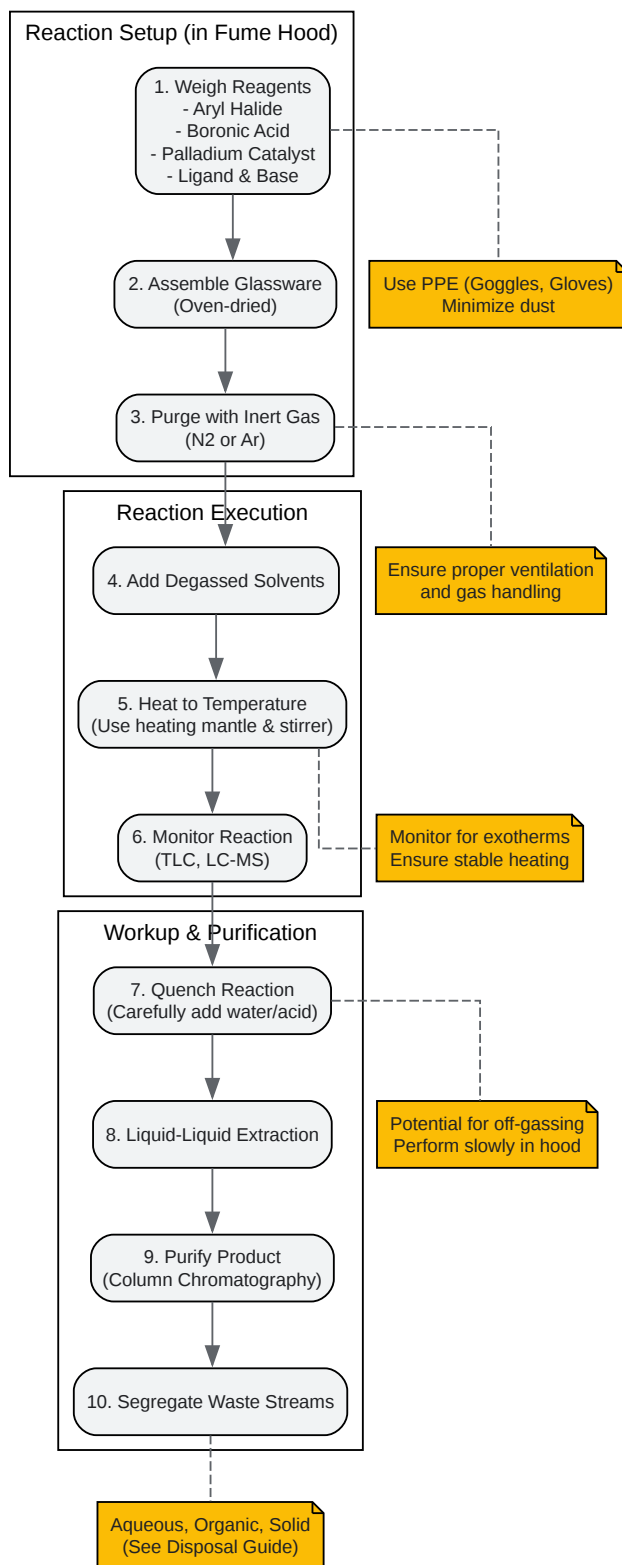 Reaction Setup (in Fume Hood)
1. Weigh Reagents
- Aryl Halide
- Boronic Acid
- Palladium Catalyst
- Ligand & Base
2. Assemble Glassware
(Oven-dried)
Use PPE (Goggles, Gloves)
Minimize dust
3. Purge with Inert Gas
(N2 or Ar)
Reaction Execution
4. Add Degassed Solvents
Ensure proper ventilation
and gas handling
5. Heat to Temperature
(Use heating mantle & stirrer)
6. Monitor Reaction
(TLC, LC-MS)
Monitor for exotherms
Ensure stable heating
Workup & Purification
7. Quench Reaction
(Carefully add water/acid)
8. Liquid-Liquid Extraction
Potential for off-gassing
Perform slowly in hood
9. Purify Product
(Column Chromatography)
10. Segregate Waste Streams
Aqueous, Organic, Solid
(See Disposal Guide)